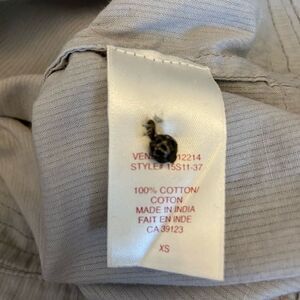 12214
STYLE# 15S11-37
100% COTTON/
COTON
MADE IN INDIA
FAIT EN INDE
CA 39123
XS